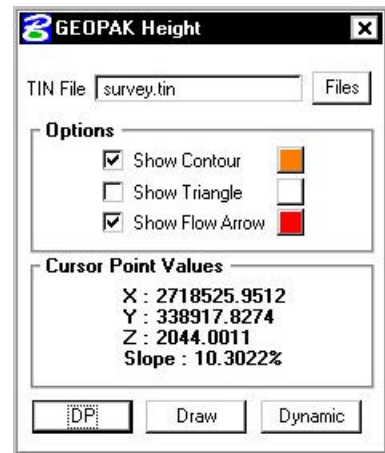 GEOPAK Height
TIN File survey.tin Files
Options
Show Contour
Show Triangle
Show Flow Arrow
Cursor Point Values
X : 2718525.9512
Y : 338917.8274
Z : 2044.0011
Slope : 10.3022%
DP Draw Dynamic